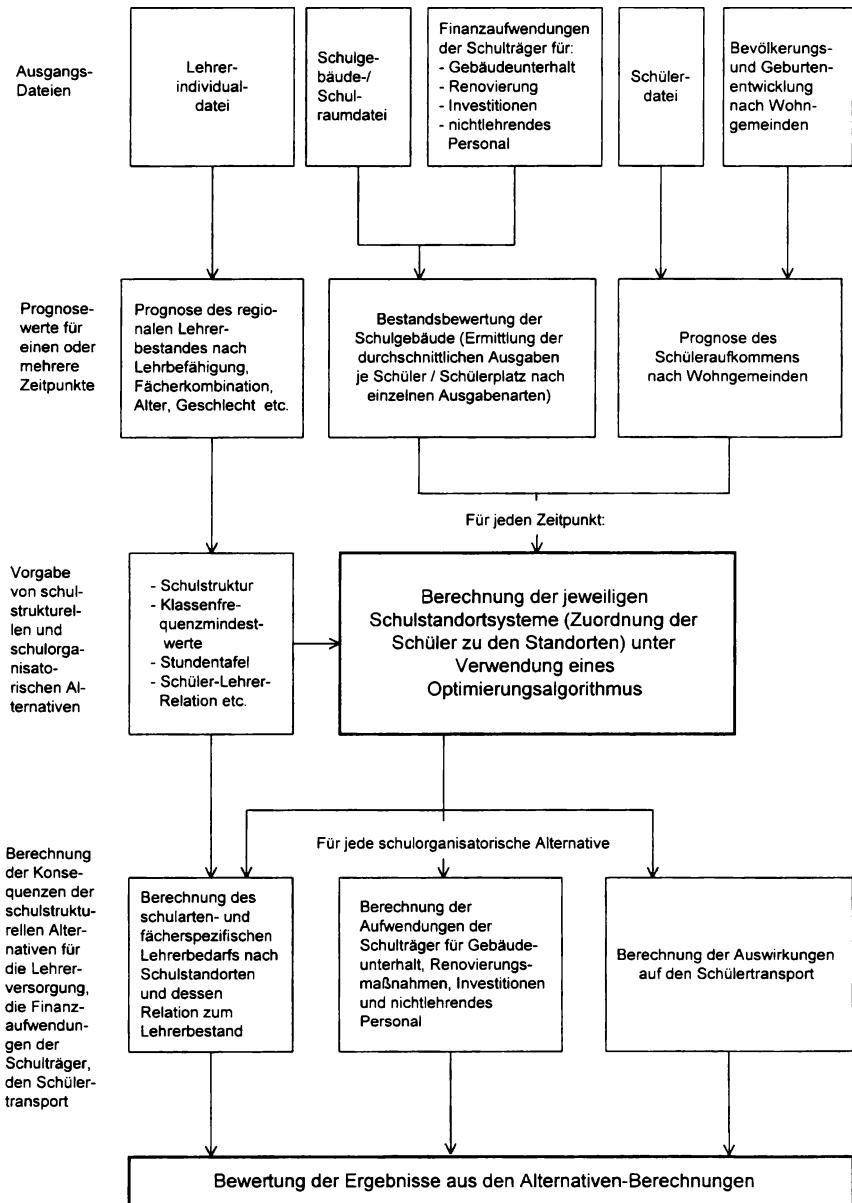 Ausgangs-
Dateien
Lehrer-
individual-
datei
Schulge-
bäude-/
Schul-
raumdatei
Finanzaufwendungen
der Schulträger für:
- Gebäudeunterhalt
- Renovierung
- Investitionen
- nichtlehrendes
Personal
Schüler-
datei
Bevölkerungs-
und Geburten-
entwicklung
nach Wohn-
gemeinden
Prognose-
werte für
einen oder
mehrere
Zeitpunkte
Prognose des regio-
nalen Lehrer-
bestandes nach
Lehrbefähigung,
Fächerkombination,
Alter, Geschlecht etc.
Bestandsbewertung der
Schulgebäude (Ermittlung der
durchschnittlichen Ausgaben
je Schüler / Schülerplatz nach
einzelnen Ausgabenarten)
Prognose des
Schüleraufkommens
nach Wohngemeinden
Für jeden Zeitpunkt:
Vorgabe
von schul-
strukturel-
len und
schulorga-
nisato-
rischen Al-
ternativen
- Schulstruktur
- Klassenfre-
quenzmindest-
werte
- Stundentafel
- Schüler-Lehrer-
Relation etc.
Berechnung der jeweiligen
Schulstandortsysteme (Zuordnung der
Schüler zu den Standorten) unter
Verwendung eines
Optimierungsalgorithmus
Für jede schulorganisatorische Alternative
Berechnung
der Konse-
quenzen der
schulstruktu-
rellen Alter-
nativen für
die Lehrer-
versorgung,
die Finanz-
aufwendun-
gen der
Schulträger,
den Schüler-
transport
Berechnung des
schularten- und
fächerspezifischen
Lehrerbedarfs nach
Schulstandorten
und dessen
Relation zum
Lehrerbestand
Berechnung der
Aufwendungen der
Schulträger für Gebäude-
unterhalt, Renovierungs-
maßnahmen, Investitionen
und nichtlehrendes
Personal
Berechnung der Auswirkungen
auf den Schülertransport
Bewertung der Ergebnisse aus den Alternativen-Berechnungen